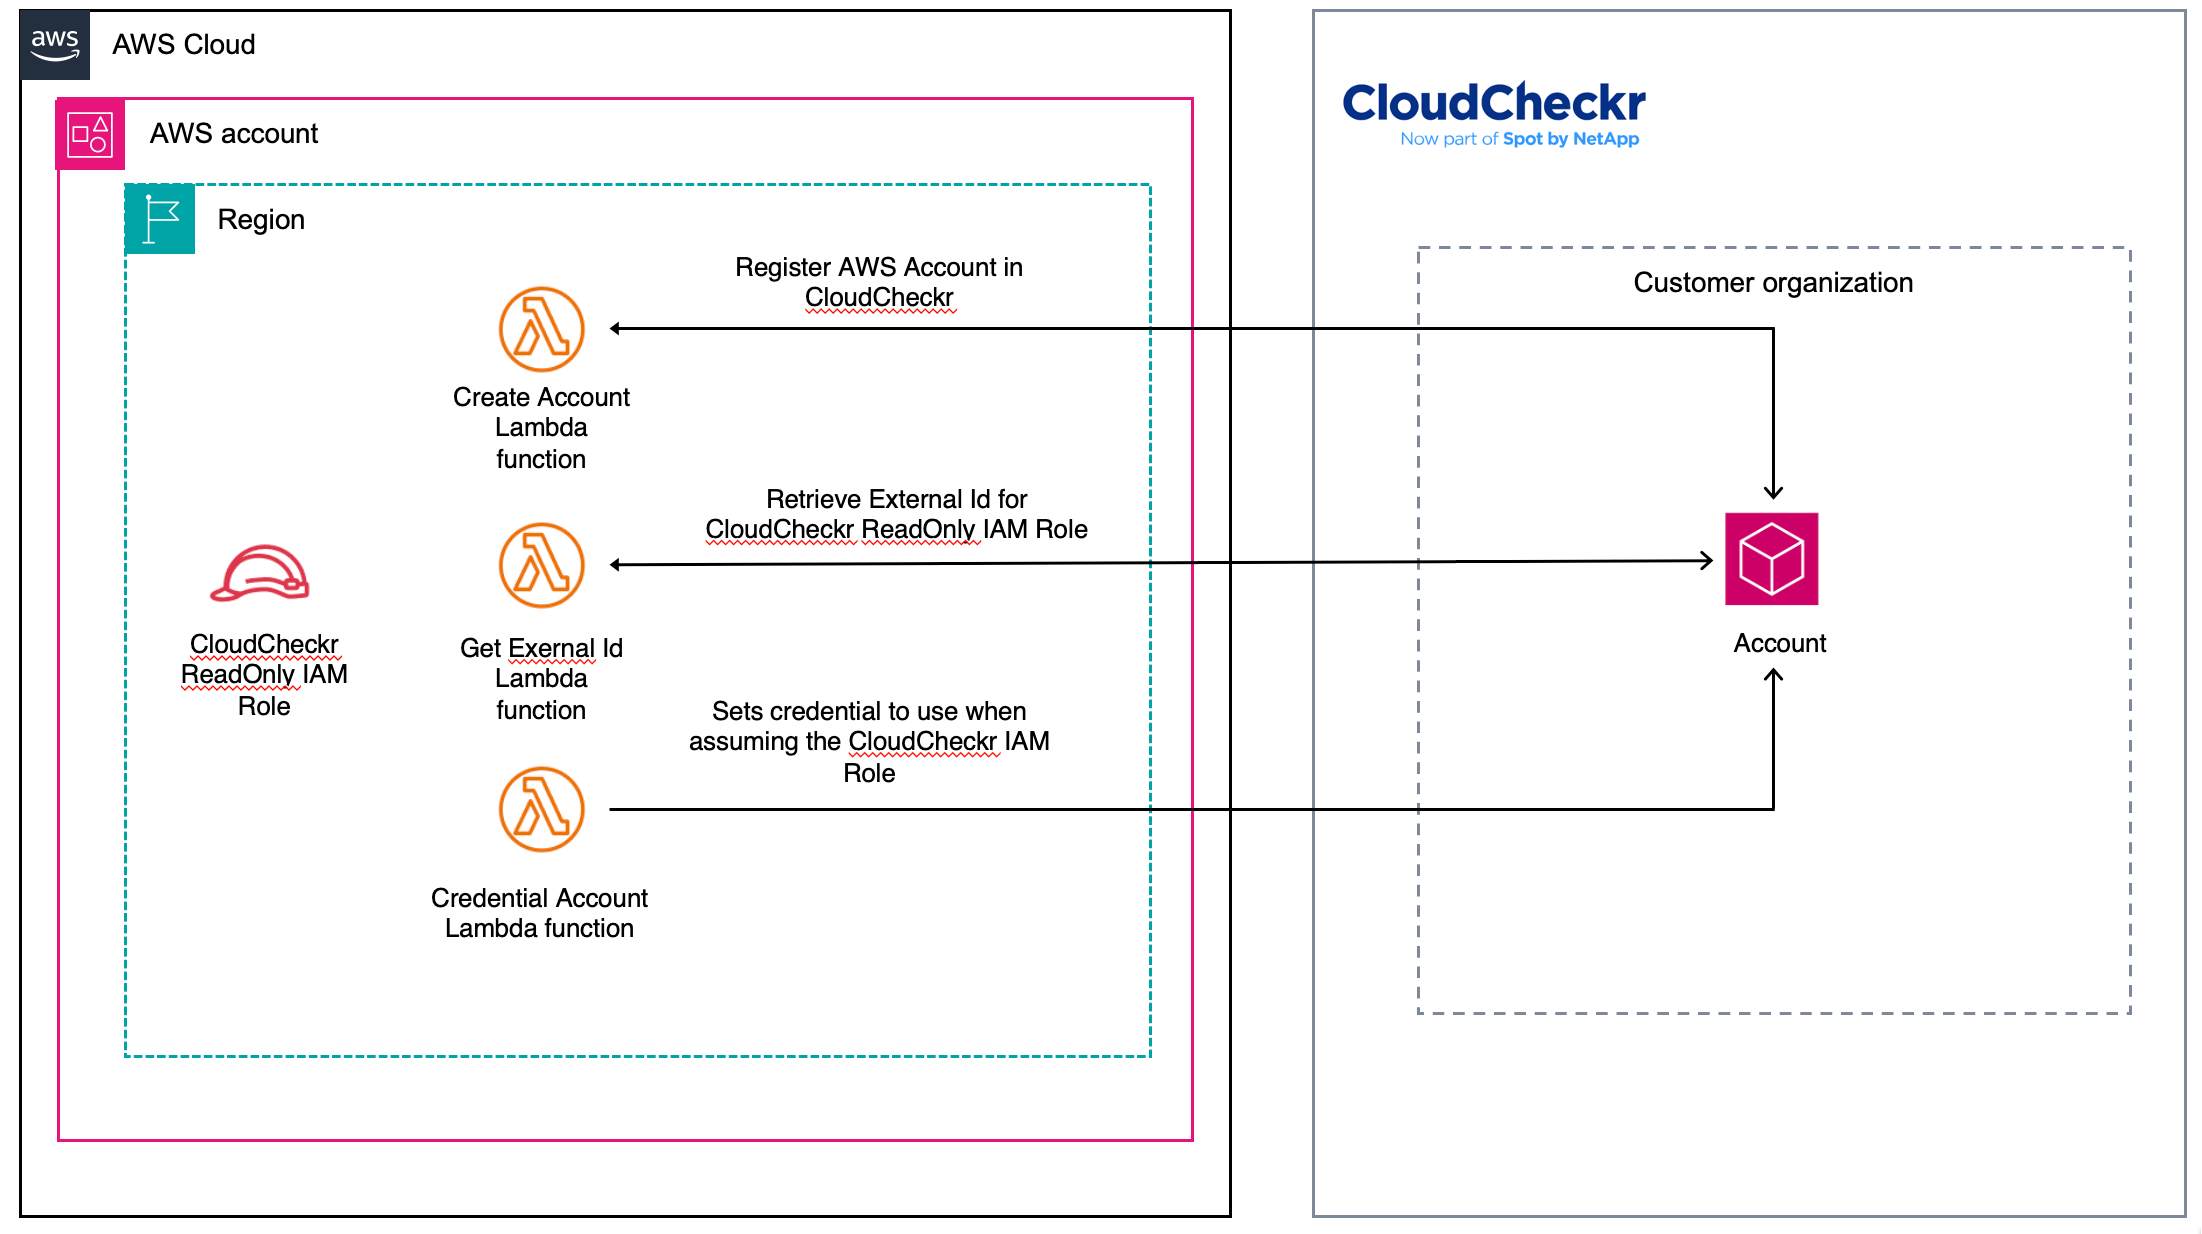 aws
AWS Cloud
AWS account
Region
Register AWS Account in
CloudCheckr
Create Account
Lambda
function
Retrieve External Id for
CloudCheckr ReadOnly IAM Role
CloudCheckr
ReadOnly IAM
Role
Get Exernal Id
Lambda
function
Sets credential to use when
assuming the CloudCheckr IAM
Role
Credential Account
Lambda function
CloudCheckr
Now part of Spot by NetApp
Customer organization
Account